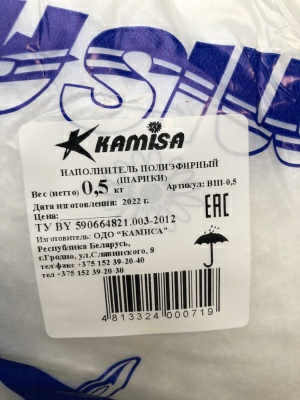 KAMISA
НАПОЛНИТЕЛЬ ПОЛИЭФИРНЫЙ
(ШАРИКИ)
Вес (нетто) 0,5 кг Артикул: ВШ-0,5
Дата изготовления: 2022 г.
Цена:
ТУ BY 590664821.003-2012
Изготовитель: ОДО "КАМИСА"
Республика Беларусь,
г.Гродно, ул.Славинского, 8
тел/факс +375 152 39-20-40
тел +375 152 39-20-30
EAC
4 813324 000719